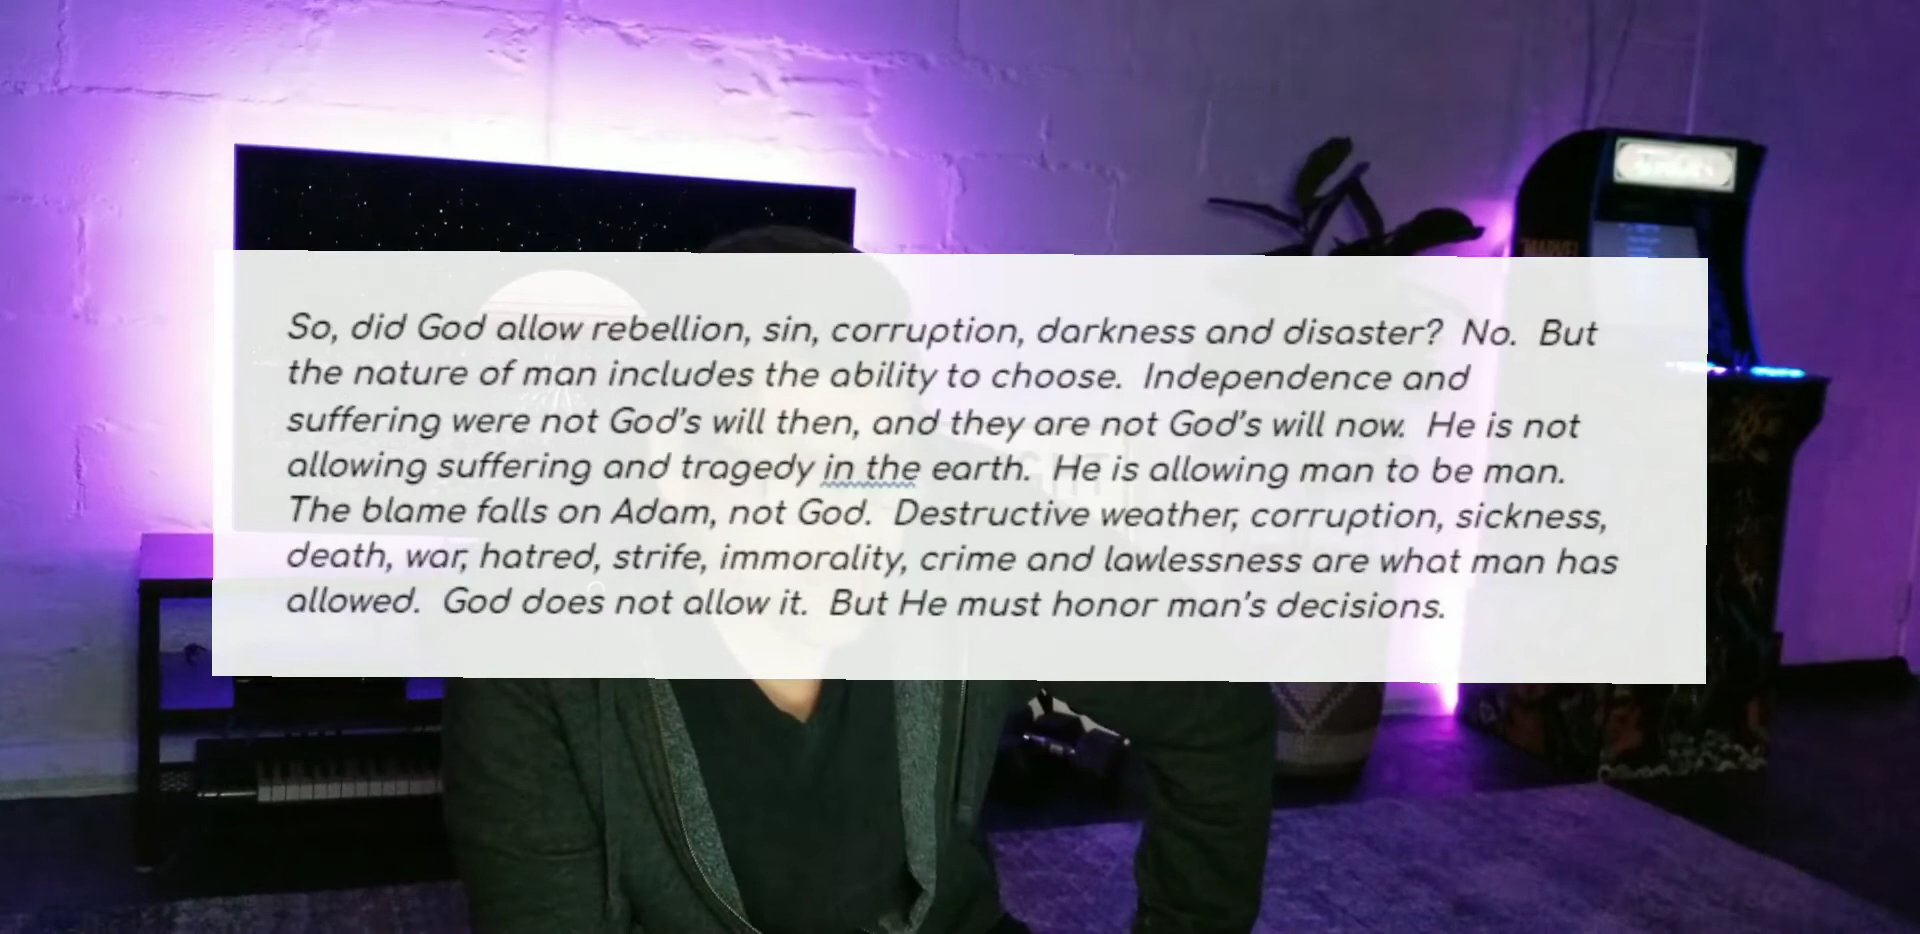 So, did God allow rebellion, sin, corruption, darkness and disaster?  No.  But
the nature of man includes the ability to choose.  Independence and
suffering were not God's will then, and they are not God's will now.  He is not
allowing suffering and tragedy in the earth.  He is allowing man to be man.
The blame falls on Adam, not God.  Destructive weather, corruption, sickness,
death, war, hatred, strife, immorality, crime and lawlessness are what man has
allowed.  God does not allow it.  But He must honor man's decisions.
MARVEL